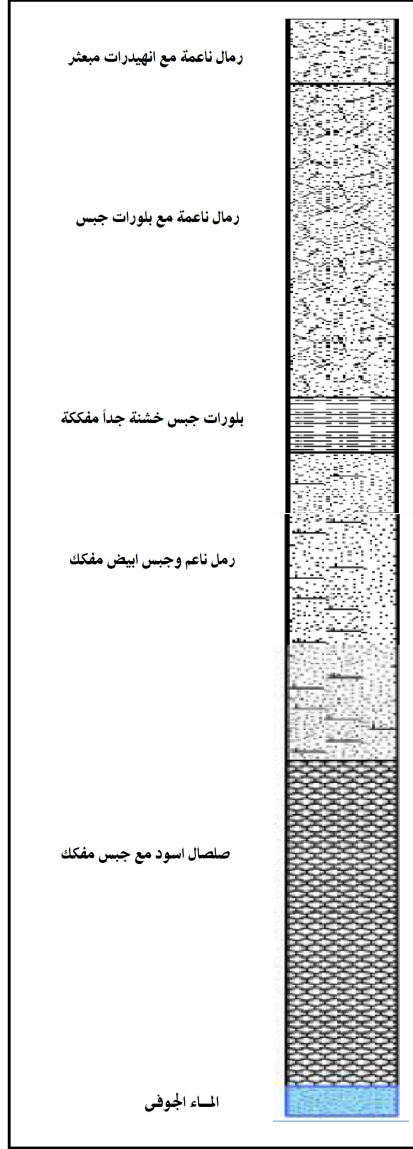 رمال ناعمة مع انهيدرات مبعثر
رمال ناعمة مع بلورات جبس
بلورات جبس خشنة جداً مفككة
رمل ناعم وجبس ابيض مفكك
صلصال اسود مع جبس مفكك
المـاء الجوفى